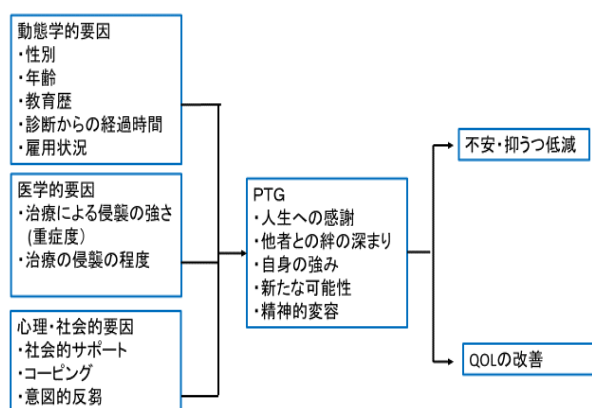 動態学的要因
・性別
・年齢
・教育歴
・診断からの経過時間
・雇用状況
医学的要因
・治療による侵襲の強さ
(重症度)
・治療の侵襲の程度
心理・社会的要因
・社会的サポート
・コーピング
・意図的反芻
PTG
・人生への感謝
・他者との絆の深まり
・自身の強み
・新たな可能性
・精神的変容
不安・抑うつ低減
QOLの改善